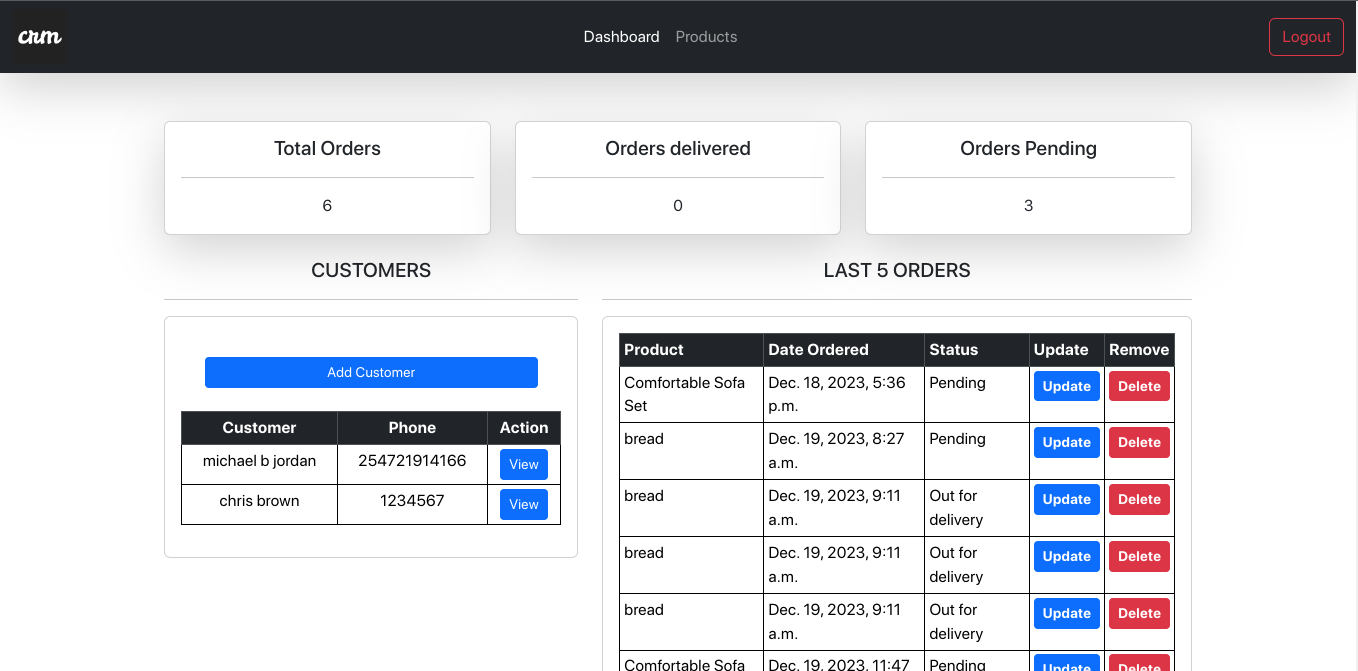 crm
Dashboard Products
Logout
Total Orders
6
Orders delivered
0
Orders Pending
3
CUSTOMERS
Add Customer
Customer Phone Action
michael b jordan 254721914166 View
chris brown 1234567 View
LAST 5 ORDERS
Product Date Ordered Status Update Remove
Comfortable Sofa Dec. 18, 2023, 5:36 Pending Update Delete
Set p.m.
bread Dec. 19, 2023, 8:27 Pending Update Delete
a.m.
bread Dec. 19, 2023, 9:11 Out for Update Delete
a.m. delivery
bread Dec. 19, 2023, 9:11 Out for Update Delete
a.m. delivery
bread Dec. 19, 2023, 9:11 Out for Update Delete
a.m. delivery
Comfortable Sofa Dec. 19, 2023, 11:47 Pending Update Delete